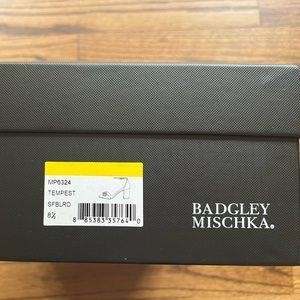 MP6324
TEMPEST
SFBLRD
8½
8 85383 35764 0
BADGLEY
MISCHKA®